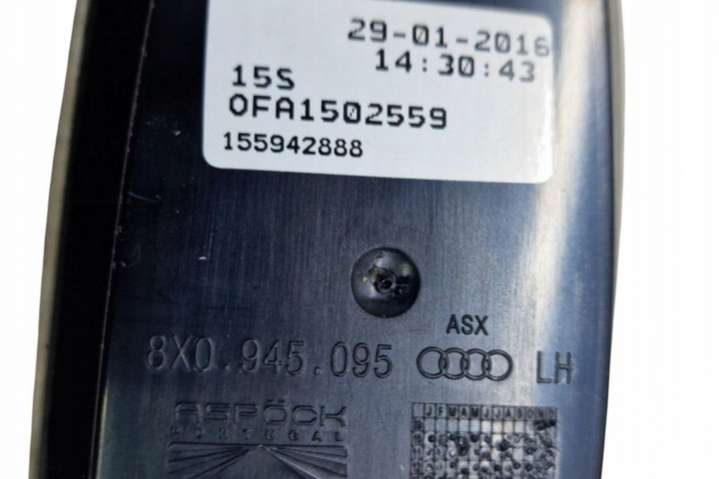 29-01-2016
14:30:43
15S
0FA1502559
155942888
ASX
8X0.945.095 LH
ASPÖCK
PORTUGAL
J F M A M J J A S O N D